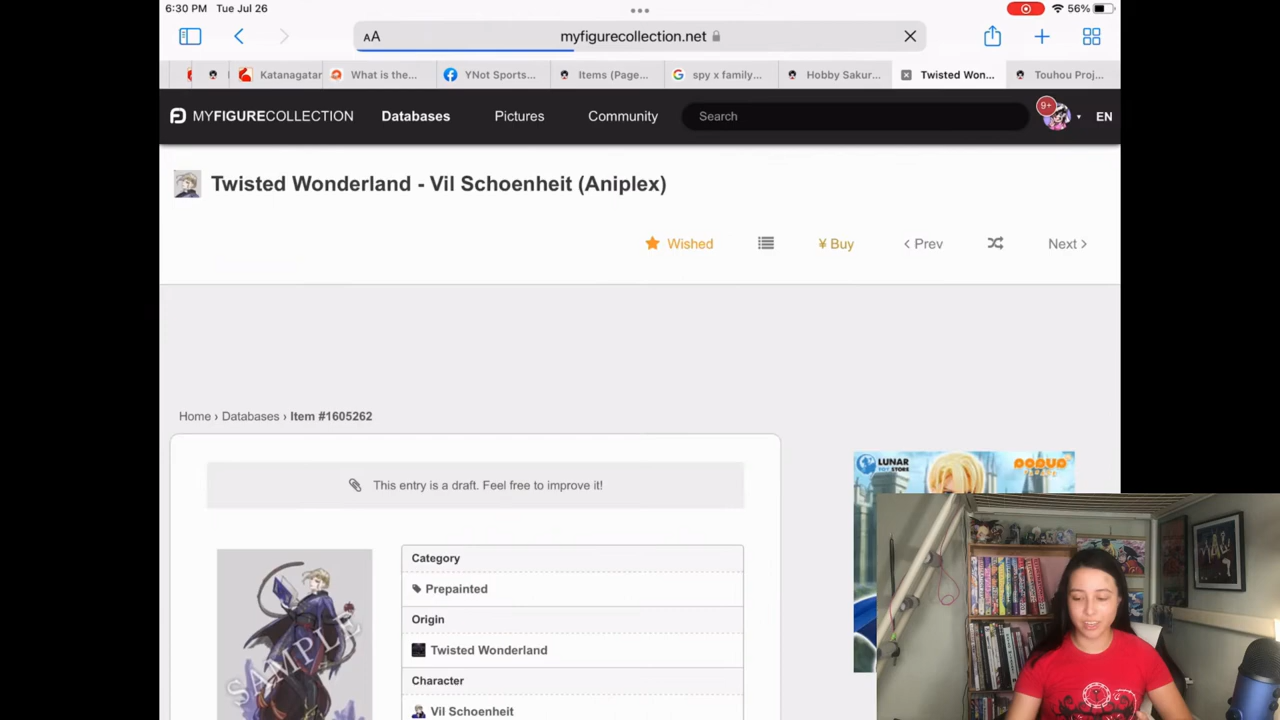 6:30 PM Tue Jul 26
56%
AA myfigurecollection.net
Katanagatar
What is the...
YNot Sports...
Items (Page...
spy x family...
Hobby Sakur...
Twisted Won...
Touhou Proj...
MYFIGURECOLLECTION Databases Pictures Community Search 9+ EN
Twisted Wonderland - Vil Schoenheit (Aniplex)
Wished ¥ Buy < Prev Next >
Home › Databases › Item #1605262
This entry is a draft. Feel free to improve it!
LUNAR
POPUP
Category
Prepainted
Origin
Twisted Wonderland
Character
Vil Schoenheit
SAMPLE